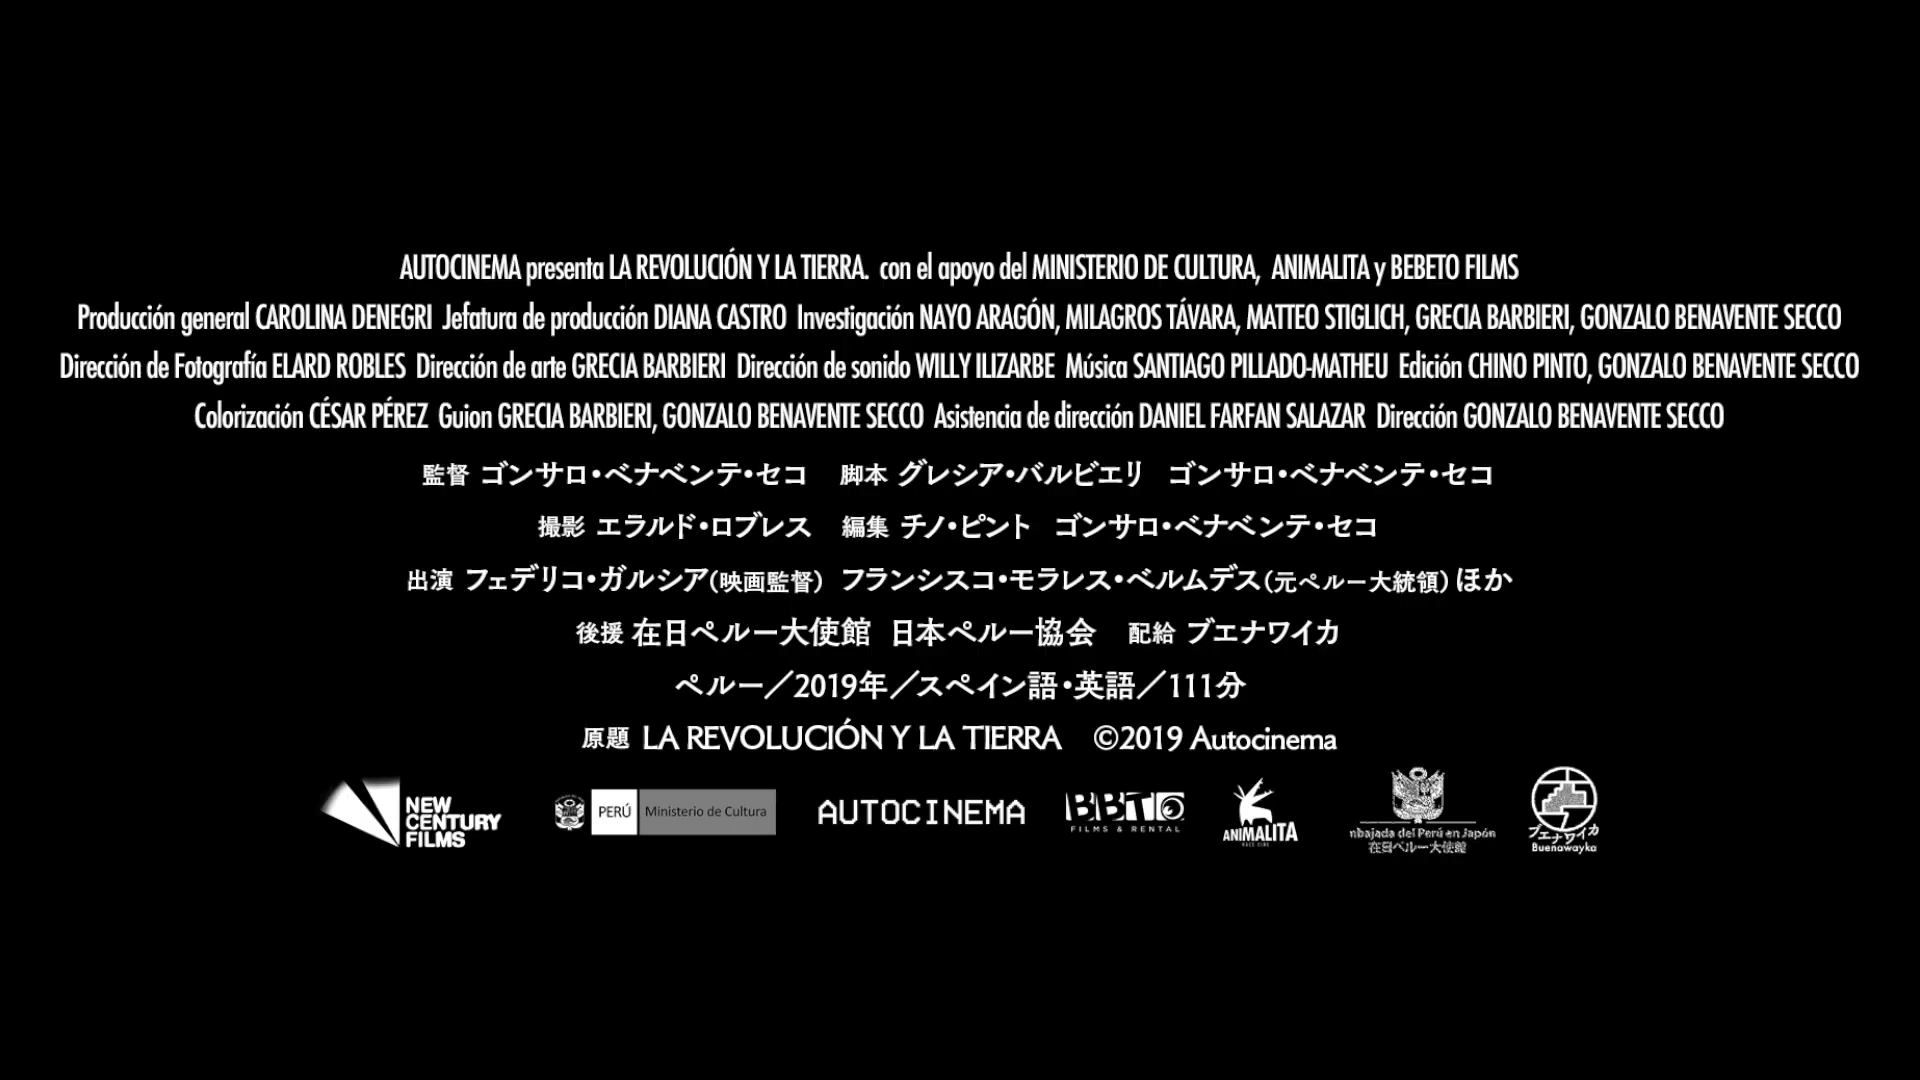 AUTOCINEMA presenta LA REVOLUCIÓN Y LA TIERRA. con el apoyo del MINISTERIO DE CULTURA, ANIMALITA y BEBETO FILMS
Producción general CAROLINA DENEGRI Jefatura de producción DIANA CASTRO Investigación NAYO ARAGÓN, MILAGROS TÁVARA, MATTEO STIGLICH, GRECIA BARBIERI, GONZALO BENAVENTE SECCO
Dirección de Fotografía ELARD ROBLES Dirección de arte GRECIA BARBIERI Dirección de sonido WILLY ILIZARBE Música SANTIAGO PILLADO-MATHEU Edición CHINO PINTO, GONZALO BENAVENTE SECCO
Colorización CÉSAR PÉREZ Guion GRECIA BARBIERI, GONZALO BENAVENTE SECCO Asistencia de dirección DANIEL FARFAN SALAZAR Dirección GONZALO BENAVENTE SECCO
監督 ゴンサロ・ベナベンテ・セコ 脚本 グレシア・バルビエリ ゴンサロ・ベナベンテ・セコ
撮影 エラルド・ロブレス 編集 チノ・ピント ゴンサロ・ベナベンテ・セコ
出演 フェデリコ・ガルシア（映画監督） フランシスコ・モラレス・ベルムデス（元ペルー大統領）ほか
後援 在日ペルー大使館 日本ペルー協会 配給 ブエナワイカ
ペルー／2019年／スペイン語・英語／111分
原題 LA REVOLUCIÓN Y LA TIERRA ©2019 Autocinema
NEW CENTURY FILMS
PERÚ Ministerio de Cultura
AUTOCINEMA
BBTO
FILMS & RENTAL
ANIMALITA
nbajada del Perú en Japón
在日ペルー大使館
ブエナワイカ
Buenawayka